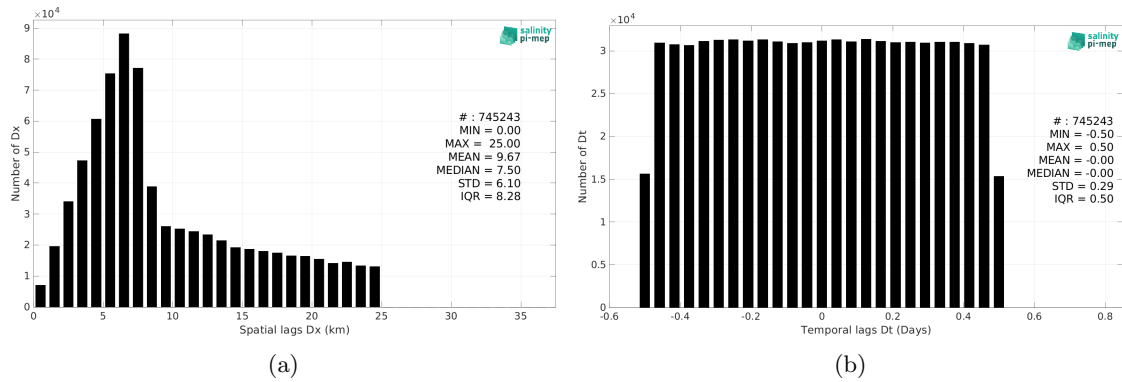 ×10⁴
9
8
7
6
5
4
3
2
1
0
Number of Dx
0 5 10 15 20 25 30 35
Spatial lags Dx (km)
salinity
pi-mep
# : 745243
MIN = 0.00
MAX = 25.00
MEAN = 9.67
MEDIAN = 7.50
STD = 6.10
IQR = 8.28
(a)
×10⁴
3
2.5
2
1.5
1
0.5
0
Number of Dt
-0.6 -0.4 -0.2 0 0.2 0.4 0.6 0.8
Temporal lags Dt (Days)
salinity
pi-mep
# : 745243
MIN = -0.50
MAX = 0.50
MEAN = -0.00
MEDIAN = -0.00
STD = 0.29
IQR = 0.50
(b)